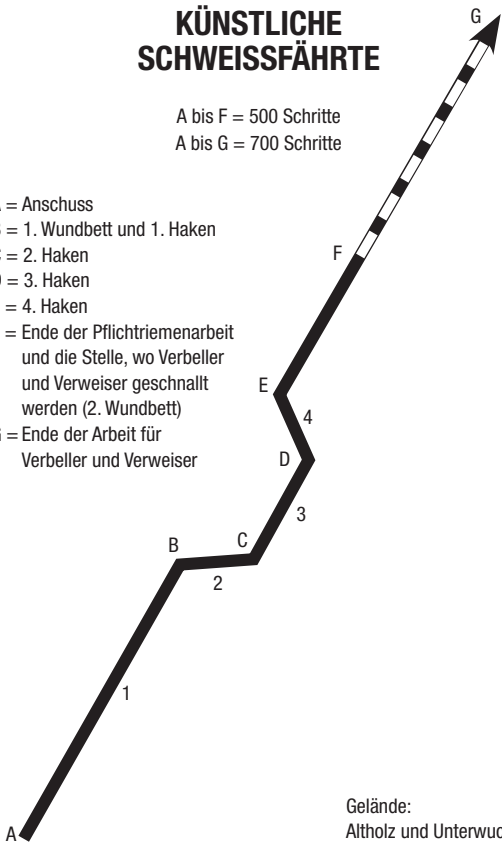 KÜNSTLICHE
SCHWEISSFÄHRTE
G
A bis F = 500 Schritte
A bis G = 700 Schritte
= Anschuss
= 1. Wundbett und 1. Haken
= 2. Haken
= 3. Haken
= 4. Haken
= Ende der Pflichtriemenarbeit
und die Stelle, wo Verbeller
und Verweiser geschnallt
werden (2. Wundbett)
= Ende der Arbeit für
Verbeller und Verweiser
F
E
4
D
3
C
B
2
1
A
Gelände:
Altholz und